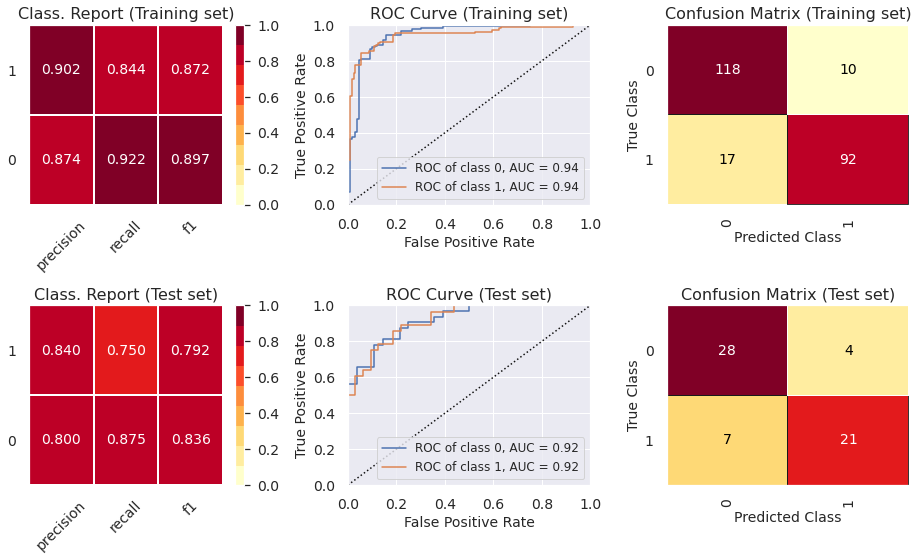 Class. Report (Training set)
1
0
0.902 0.844 0.872
0.874 0.922 0.897
precision recall f1
1.0
0.8
0.6
0.4
0.2
0.0
ROC Curve (Training set)
True Positive Rate
1.0
0.8
0.6
0.4
0.2
0.0
ROC of class 0, AUC = 0.94
ROC of class 1, AUC = 0.94
0.0 0.2 0.4 0.6 0.8 1.0
False Positive Rate
Confusion Matrix (Training set)
True Class
0
1
118 10
17 92
0 1
Predicted Class
Class. Report (Test set)
1
0
0.840 0.750 0.792
0.800 0.875 0.836
precision recall f1
1.0
0.8
0.6
0.4
0.2
0.0
ROC Curve (Test set)
True Positive Rate
1.0
0.8
0.6
0.4
0.2
0.0
ROC of class 0, AUC = 0.92
ROC of class 1, AUC = 0.92
0.0 0.2 0.4 0.6 0.8 1.0
False Positive Rate
Confusion Matrix (Test set)
True Class
0
1
28 4
7 21
0 1
Predicted Class